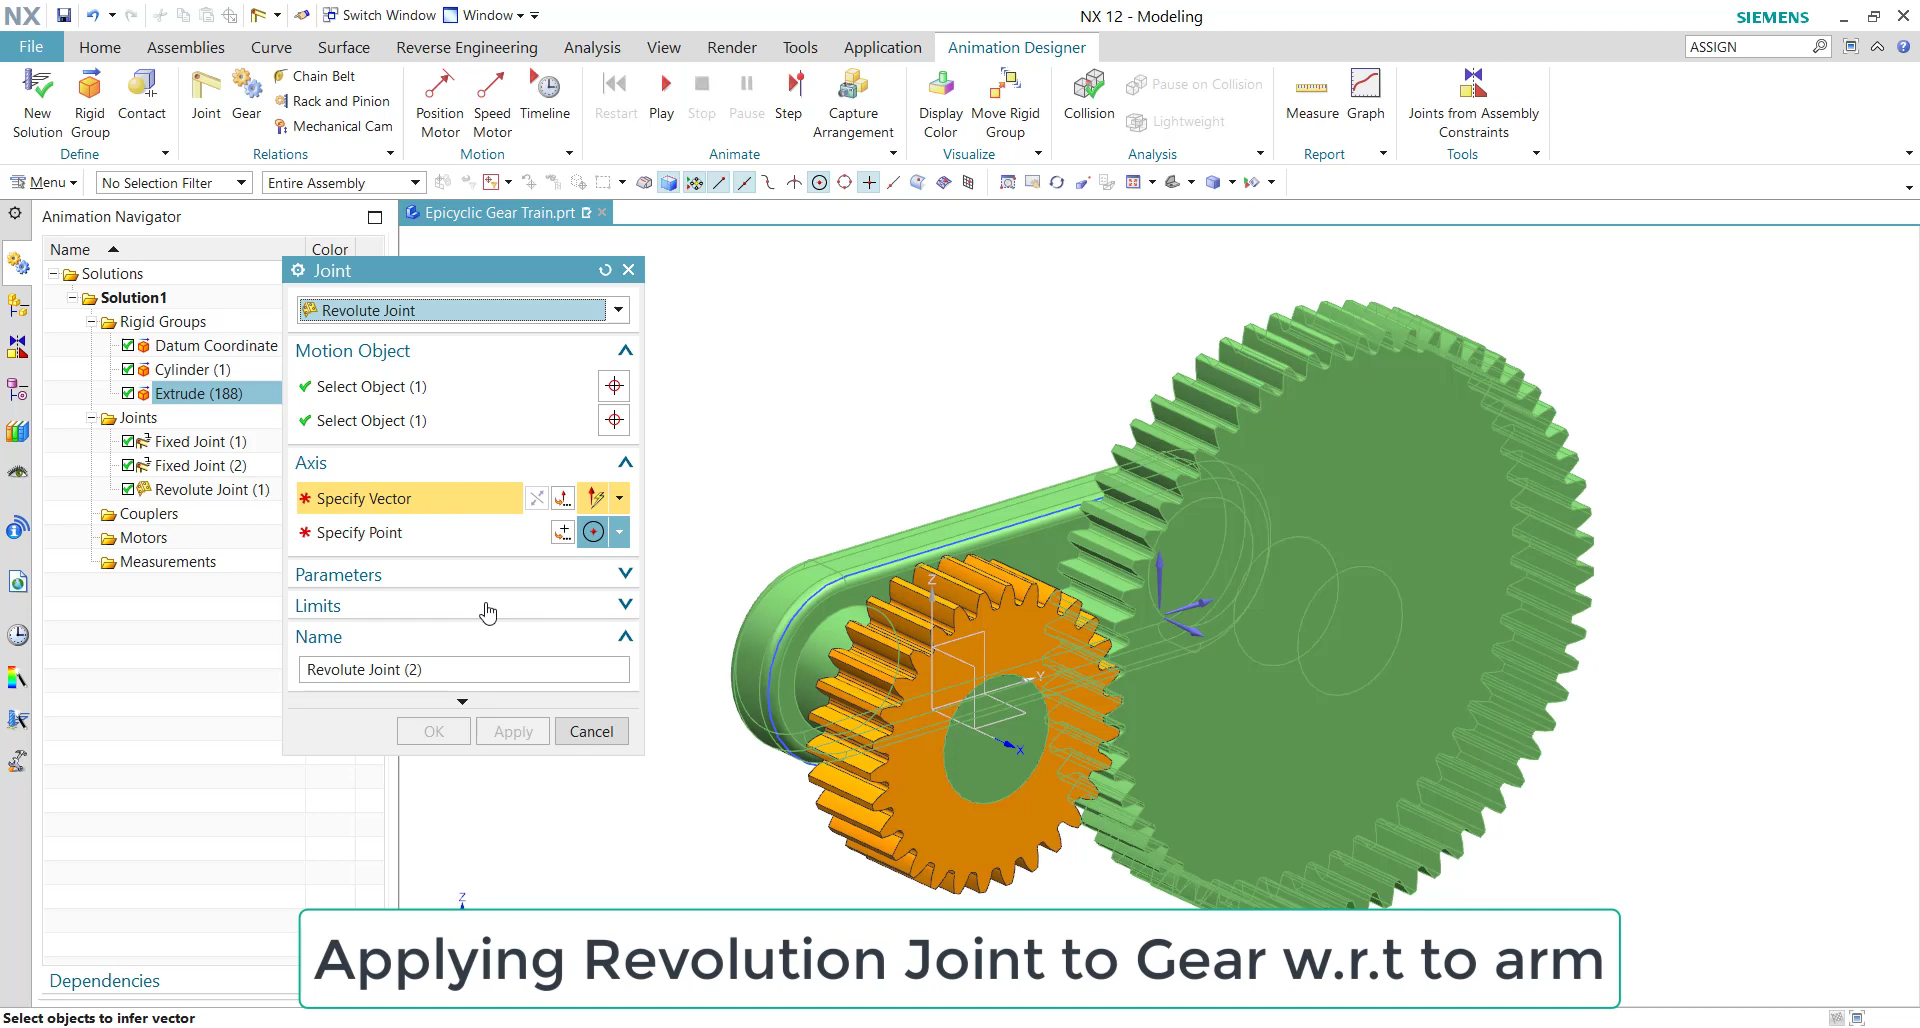 NX
Switch Window
Window
NX 12 - Modeling
SIEMENS
File
Home
Assemblies
Curve
Surface
Reverse Engineering
Analysis
View
Render
Tools
Application
Animation Designer
ASSIGN
New
Solution
Rigid
Group
Contact
Define
Joint
Gear
Chain Belt
Rack and Pinion
Mechanical Cam
Relations
Position
Motor
Speed
Motor
Timeline
Motion
Restart
Play
Stop
Pause
Step
Capture
Arrangement
Animate
Display
Color
Move Rigid
Group
Visualize
Collision
Pause on Collision
Lightweight
Analysis
Measure
Graph
Report
Joints from Assembly
Constraints
Tools
Menu
No Selection Filter
Entire Assembly
Animation Navigator
Epicyclic Gear Train.prt
Name
Color
Solutions
Solution1
Rigid Groups
Datum Coordinate
Cylinder (1)
Extrude (188)
Joints
Fixed Joint (1)
Fixed Joint (2)
Revolute Joint (1)
Couplers
Motors
Measurements
Joint
Revolute Joint
Motion Object
Select Object (1)
Select Object (1)
Axis
* Specify Vector
* Specify Point
Parameters
Limits
Name
Revolute Joint (2)
OK
Apply
Cancel
Z
Y
X
Z
Applying Revolution Joint to Gear w.r.t to arm
Dependencies
Select objects to infer vector